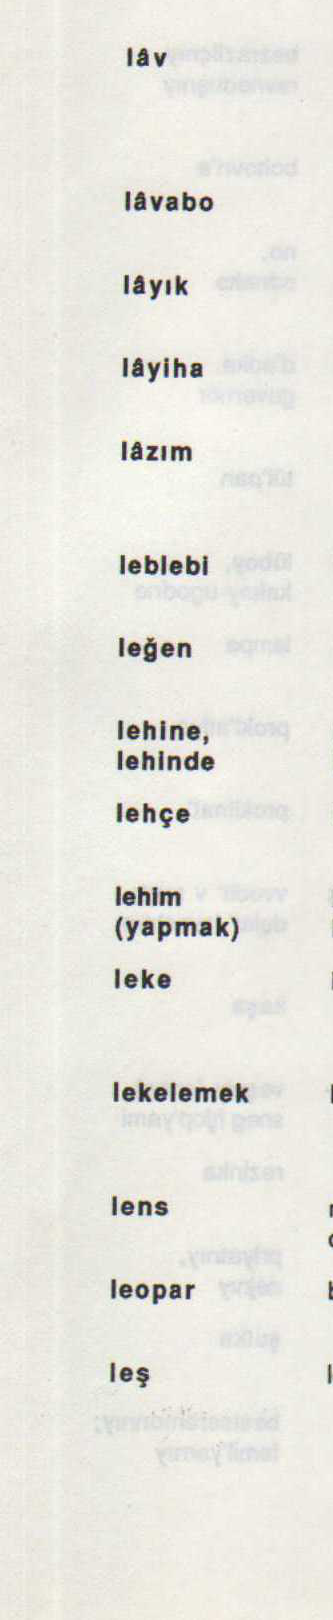 lâv
lâvabo
lâyık
lâyiha
lâzım
leblebi
leğen
lehine,
lehinde
lehçe
lehim
(yapmak)
leke
lekelemek
lens
leopar
leş